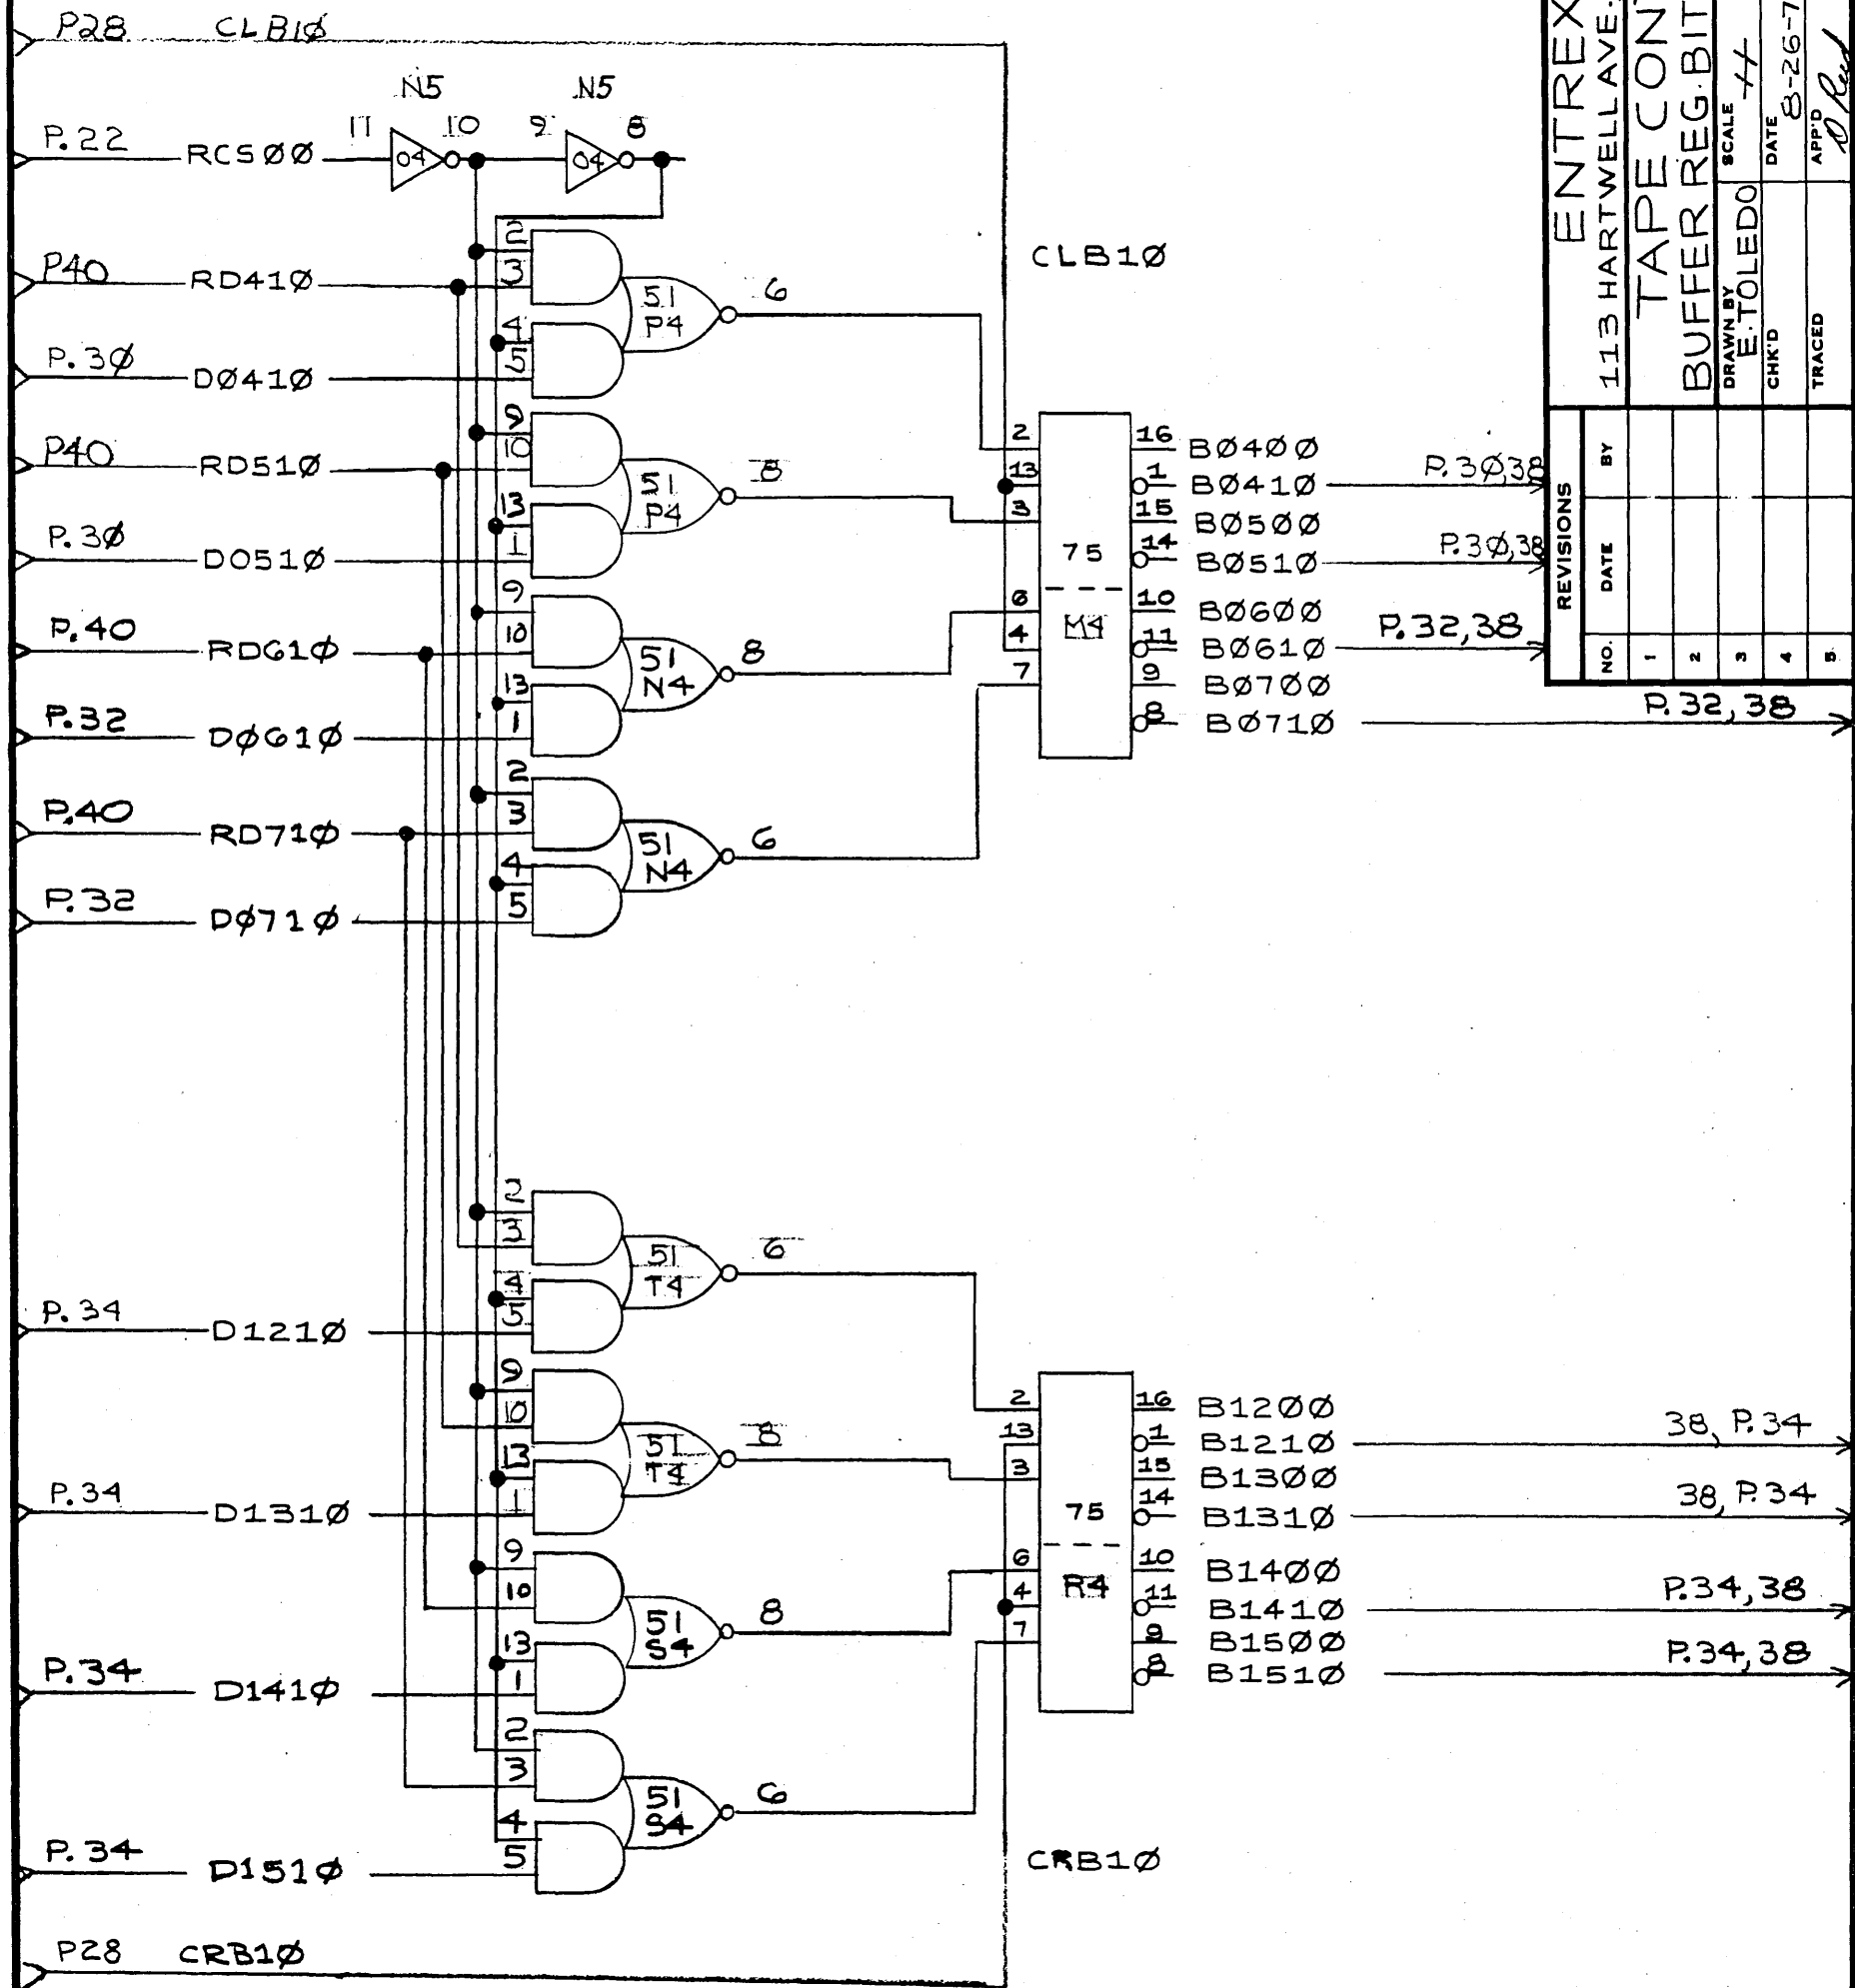 P28 CLB1Ø
N5 N5
11 10 9 8
P.22 RCSØØ 04 04
P40 RD41Ø
2
3
51
P4
6
CLB1Ø
P.3Ø DØ41Ø
4
5
P40 RD51Ø
9
10
51
P4
8
P.3Ø DO51Ø
13
1
P.40 RD61Ø
9
10
51
N4
8
P.32 DØ61Ø
13
1
P.40 RD71Ø
2
3
51
N4
6
P.32 DØ71Ø
4
5
2
13
3
6
4
7
75
M4
16 BØ4ØØ
1 BØ41Ø P.3Ø,38
15 BØ5ØØ
14 BØ51Ø P.3Ø,38
10 BØ6ØØ
11 BØ61Ø P.32,38
9 BØ7ØØ
8 BØ71Ø P.32,38
2
3
51
T4
6
P.34 D121Ø
4
5
9
10
51
T4
8
P.34 D131Ø
13
1
9
10
51
S4
8
P.34 D141Ø
13
1
2
3
51
S4
6
P.34 D151Ø
4
5
2
13
3
6
4
7
75
R4
16 B12ØØ
1 B121Ø 38, P.34
15 B13ØØ
14 B131Ø 38, P.34
10 B14ØØ
11 B141Ø P.34,38
9 B15ØØ
8 B151Ø P.34,38
CRB1Ø
P28 CRB1Ø
ENTREX
113 HARTWELL AVE.
TAPE CON
BUFFER REG. BIT
DRAWN BY E. TOLEDO
SCALE
CHK'D
DATE 8-26-7
TRACED
APP'D
REVISIONS
NO. DATE BY
1
2
3
4
5